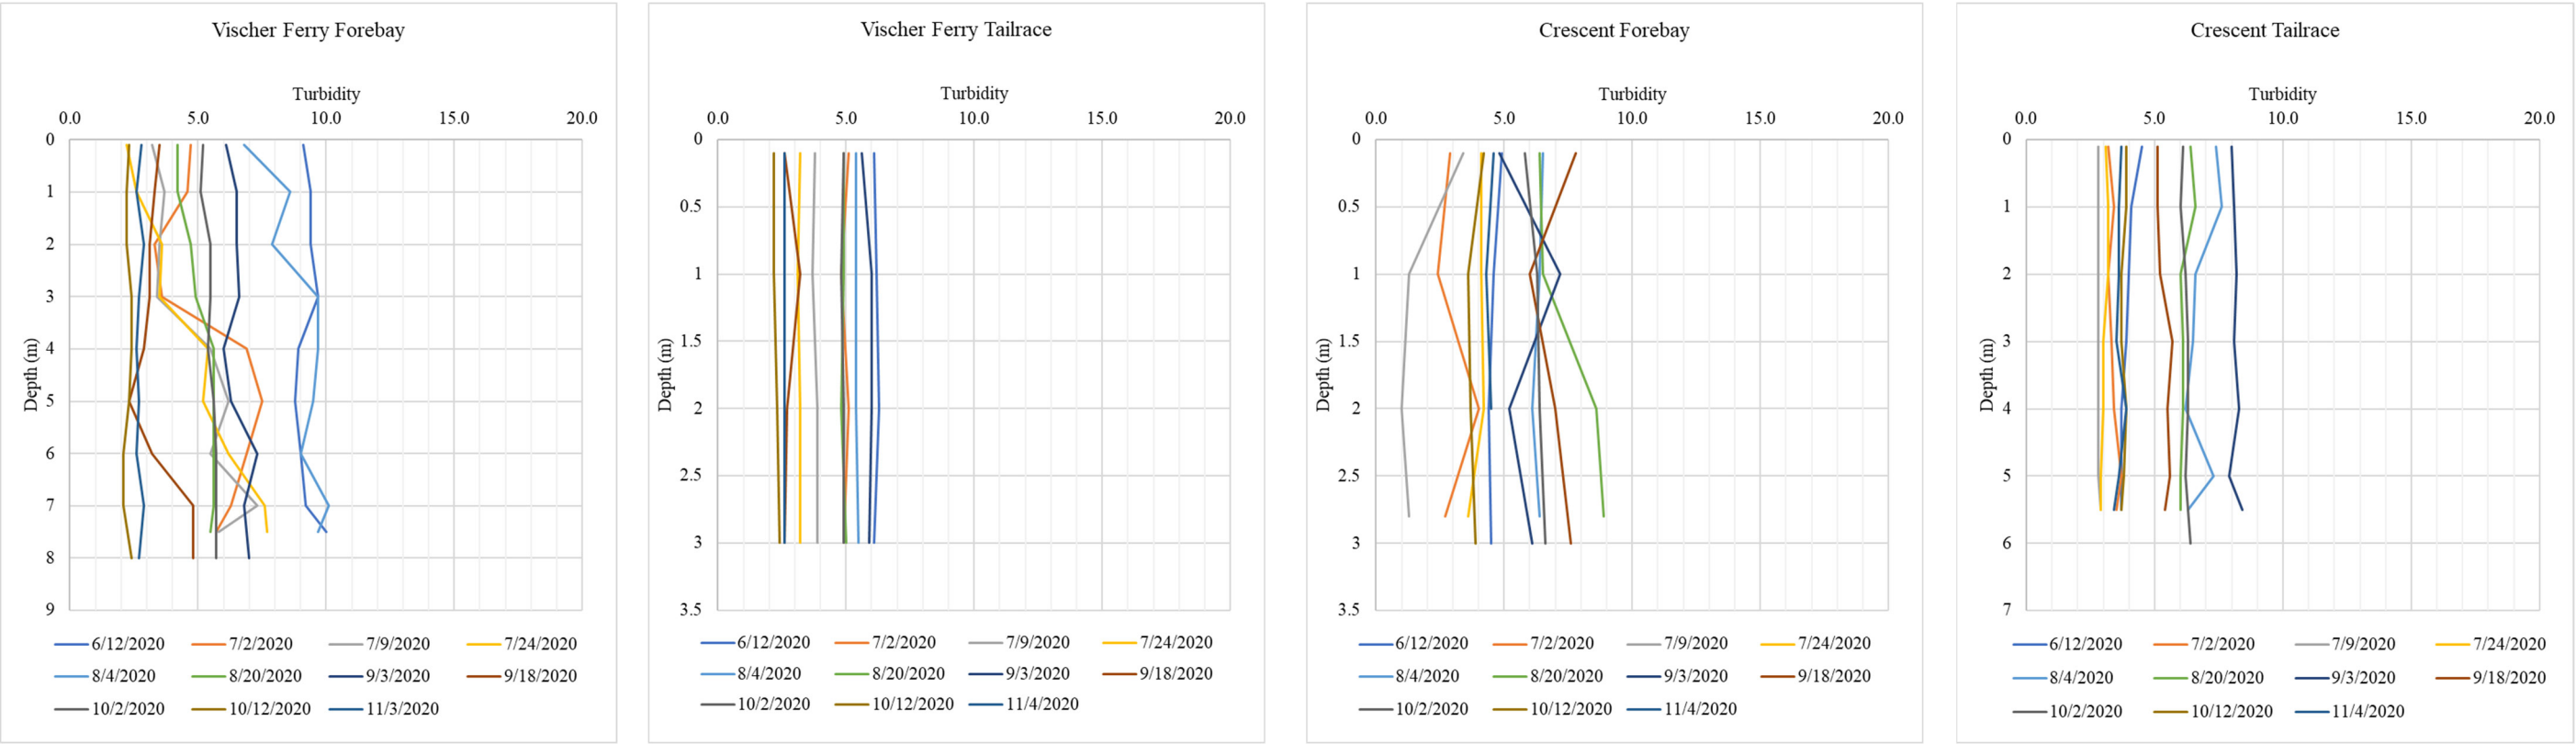 Vischer Ferry Forebay
Turbidity
0.0 5.0 10.0 15.0 20.0
0
1
2
3
4
5
6
7
8
9
Depth (m)
6/12/2020 7/2/2020 7/9/2020 7/24/2020
8/4/2020 8/20/2020 9/3/2020 9/18/2020
10/2/2020 10/12/2020 11/3/2020
Vischer Ferry Tailrace
Turbidity
0.0 5.0 10.0 15.0 20.0
0
0.5
1
1.5
2
2.5
3
3.5
Depth (m)
6/12/2020 7/2/2020 7/9/2020 7/24/2020
8/4/2020 8/20/2020 9/3/2020 9/18/2020
10/2/2020 10/12/2020 11/4/2020
Crescent Forebay
Turbidity
0.0 5.0 10.0 15.0 20.0
0
0.5
1
1.5
2
2.5
3
3.5
Depth (m)
6/12/2020 7/2/2020 7/9/2020 7/24/2020
8/4/2020 8/20/2020 9/3/2020 9/18/2020
10/2/2020 10/12/2020 11/4/2020
Crescent Tailrace
Turbidity
0.0 5.0 10.0 15.0 20.0
0
1
2
3
4
5
6
7
Depth (m)
6/12/2020 7/2/2020 7/9/2020 7/24/2020
8/4/2020 8/20/2020 9/3/2020 9/18/2020
10/2/2020 10/12/2020 11/4/2020